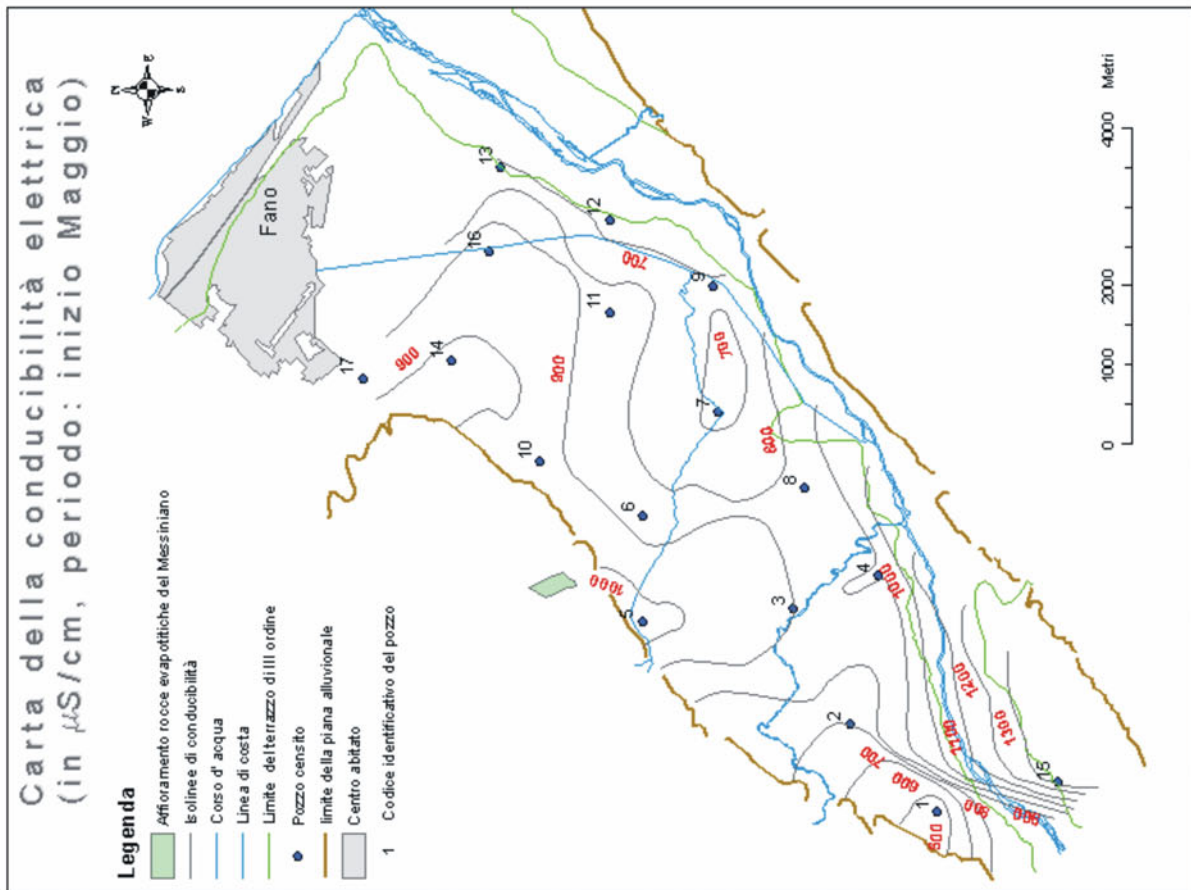 Carta della conducibilità elettrica
(in µS/cm, periodo: inizio Maggio)
Legenda
Affioramento rocce evapotitiche del Messiniano
Isolinee di conducibilità
Corso d' acqua
Linea di costa
Limite del terrazzo di III ordine
Pozzo censito
limite della piana alluvionale
Centro abitato
1 Codice identificativo del pozzo
N
E
S
W
Fano
17
14
900
16
13
12
11
10
900
700
9
700
7
800
8
6
5
1000
3
4
1000
2
700
600
1
500
800
900
1100
1200
1300
15
0
1000
2000
4000
Metri